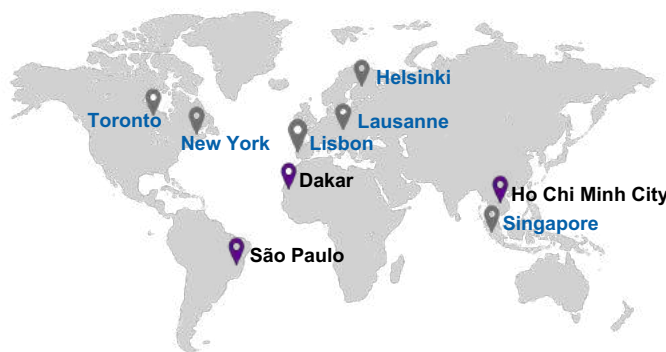 Helsinki
Toronto
Lausanne
New York
Lisbon
Dakar
Ho Chi Minh City
Singapore
São Paulo